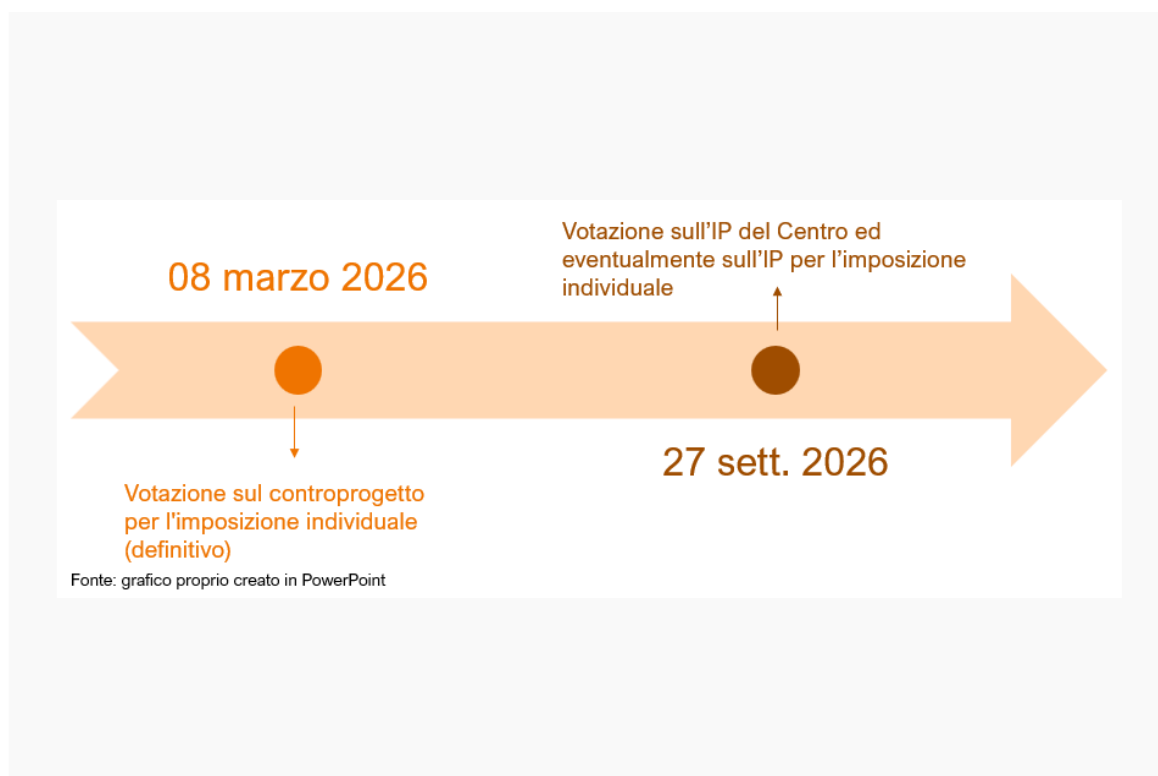 08 marzo 2026
Votazione sul controprogetto
per l'imposizione individuale
(definitivo)
Votazione sull’IP del Centro ed
eventualmente sull’IP per l’imposizione
individuale
27 sett. 2026
Fonte: grafico proprio creato in PowerPoint